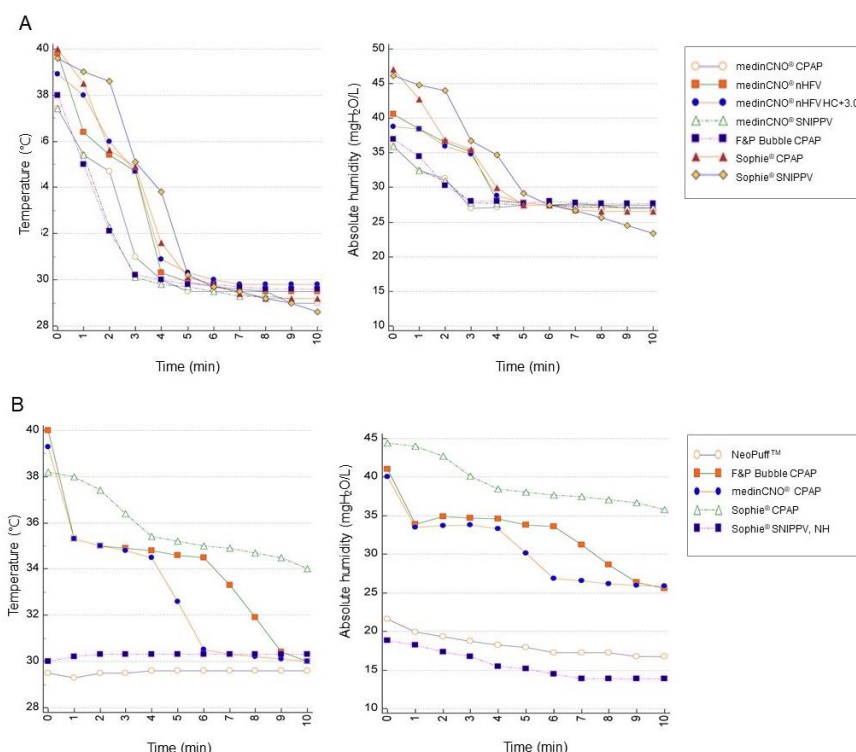 A
40
38
36
34
32
30
28
Temperature (°C)
0 1 2 3 4 5 6 7 8 9 10
Time (min)
50
45
40
35
30
25
20
15
10
Absolute humidity (mgH₂O/L)
0 1 2 3 4 5 6 7 8 9 10
Time (min)
medinCNO® CPAP
medinCNO® nHFV
medinCNO® nHFV HC+3.0
medinCNO® SNIPPV
F&P Bubble CPAP
Sophie® CPAP
Sophie® SNIPPV
B
40
38
36
34
32
30
28
Temperature (°C)
0 1 2 3 4 5 6 7 8 9 10
Time (min)
45
40
35
30
25
20
15
10
Absolute humidity (mgH₂O/L)
0 1 2 3 4 5 6 7 8 9 10
Time (min)
NeoPuff™
F&P Bubble CPAP
medinCNO® CPAP
Sophie® CPAP
Sophie® SNIPPV, NH